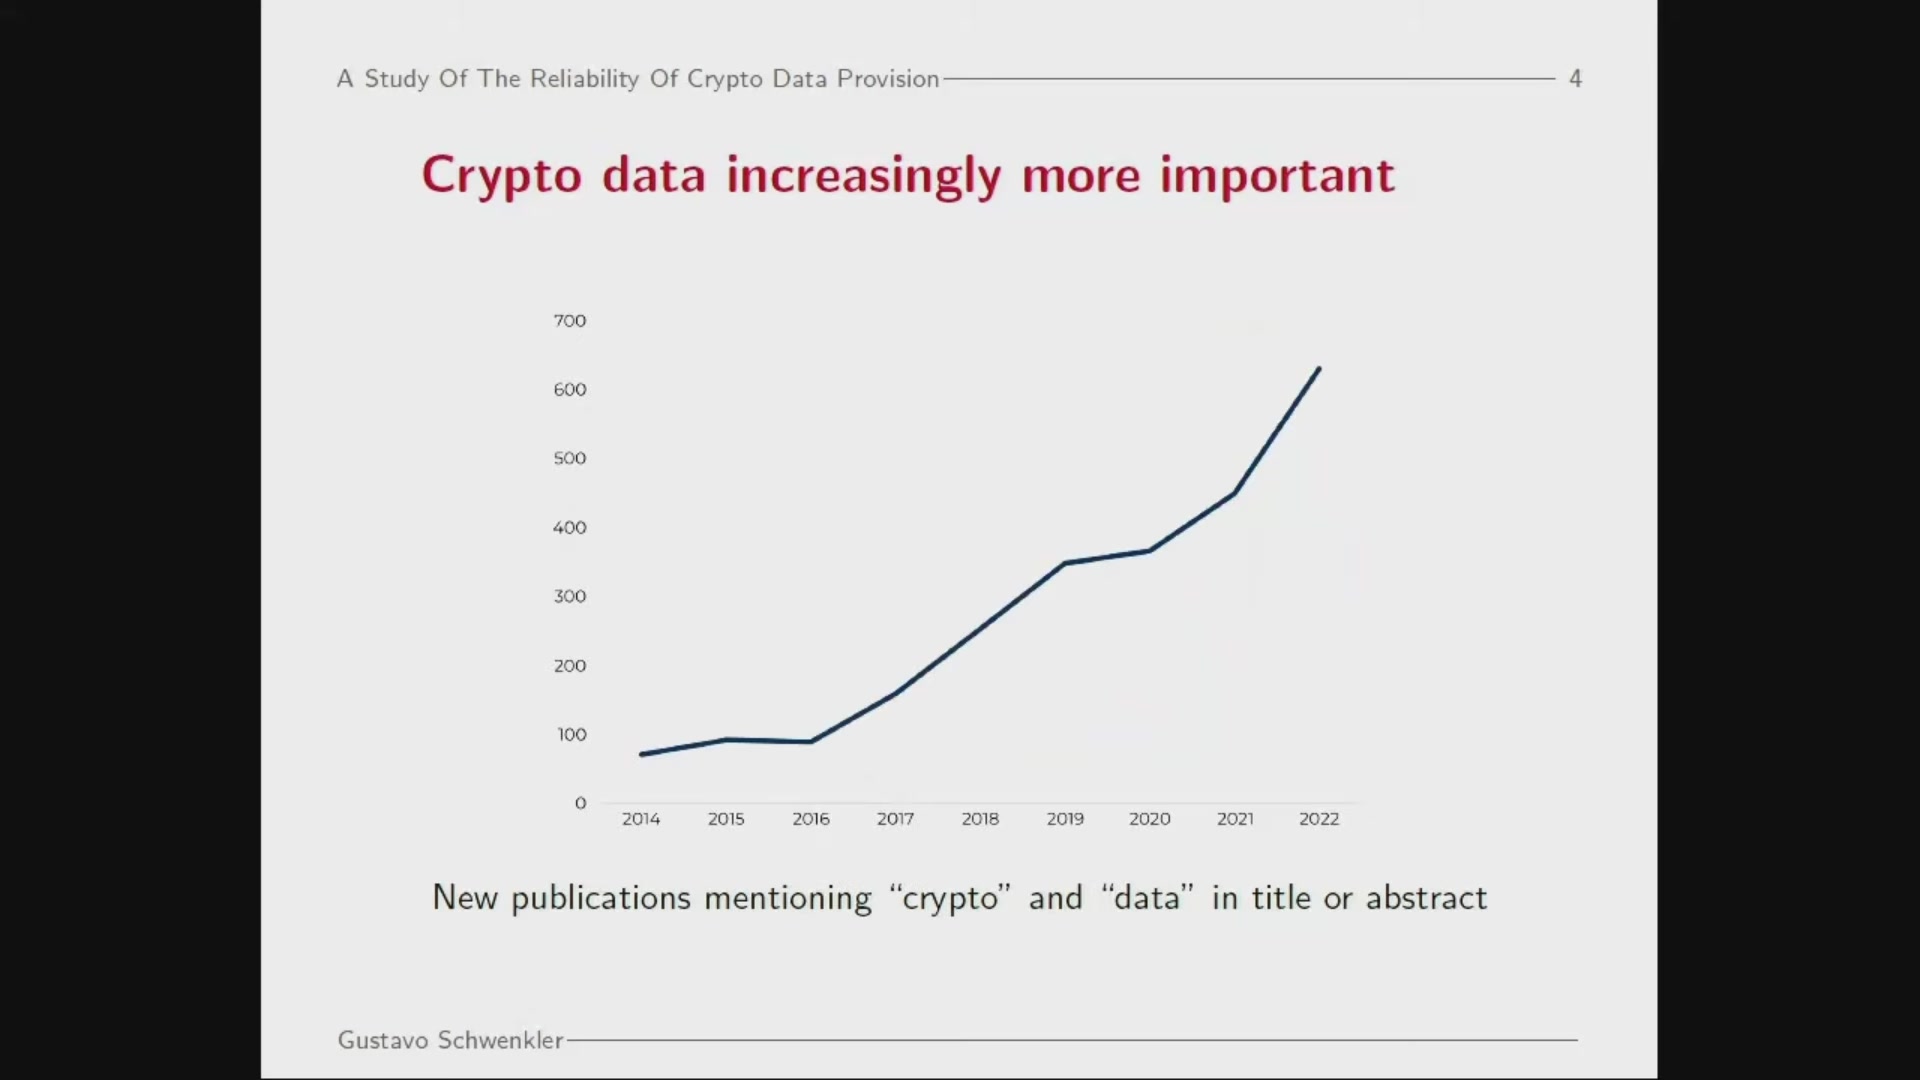 A Study Of The Reliability Of Crypto Data Provision 4
Crypto data increasingly more important
700
600
500
400
300
200
100
0
2014 2015 2016 2017 2018 2019 2020 2021 2022
New publications mentioning “crypto” and “data” in title or abstract
Gustavo Schwenkler